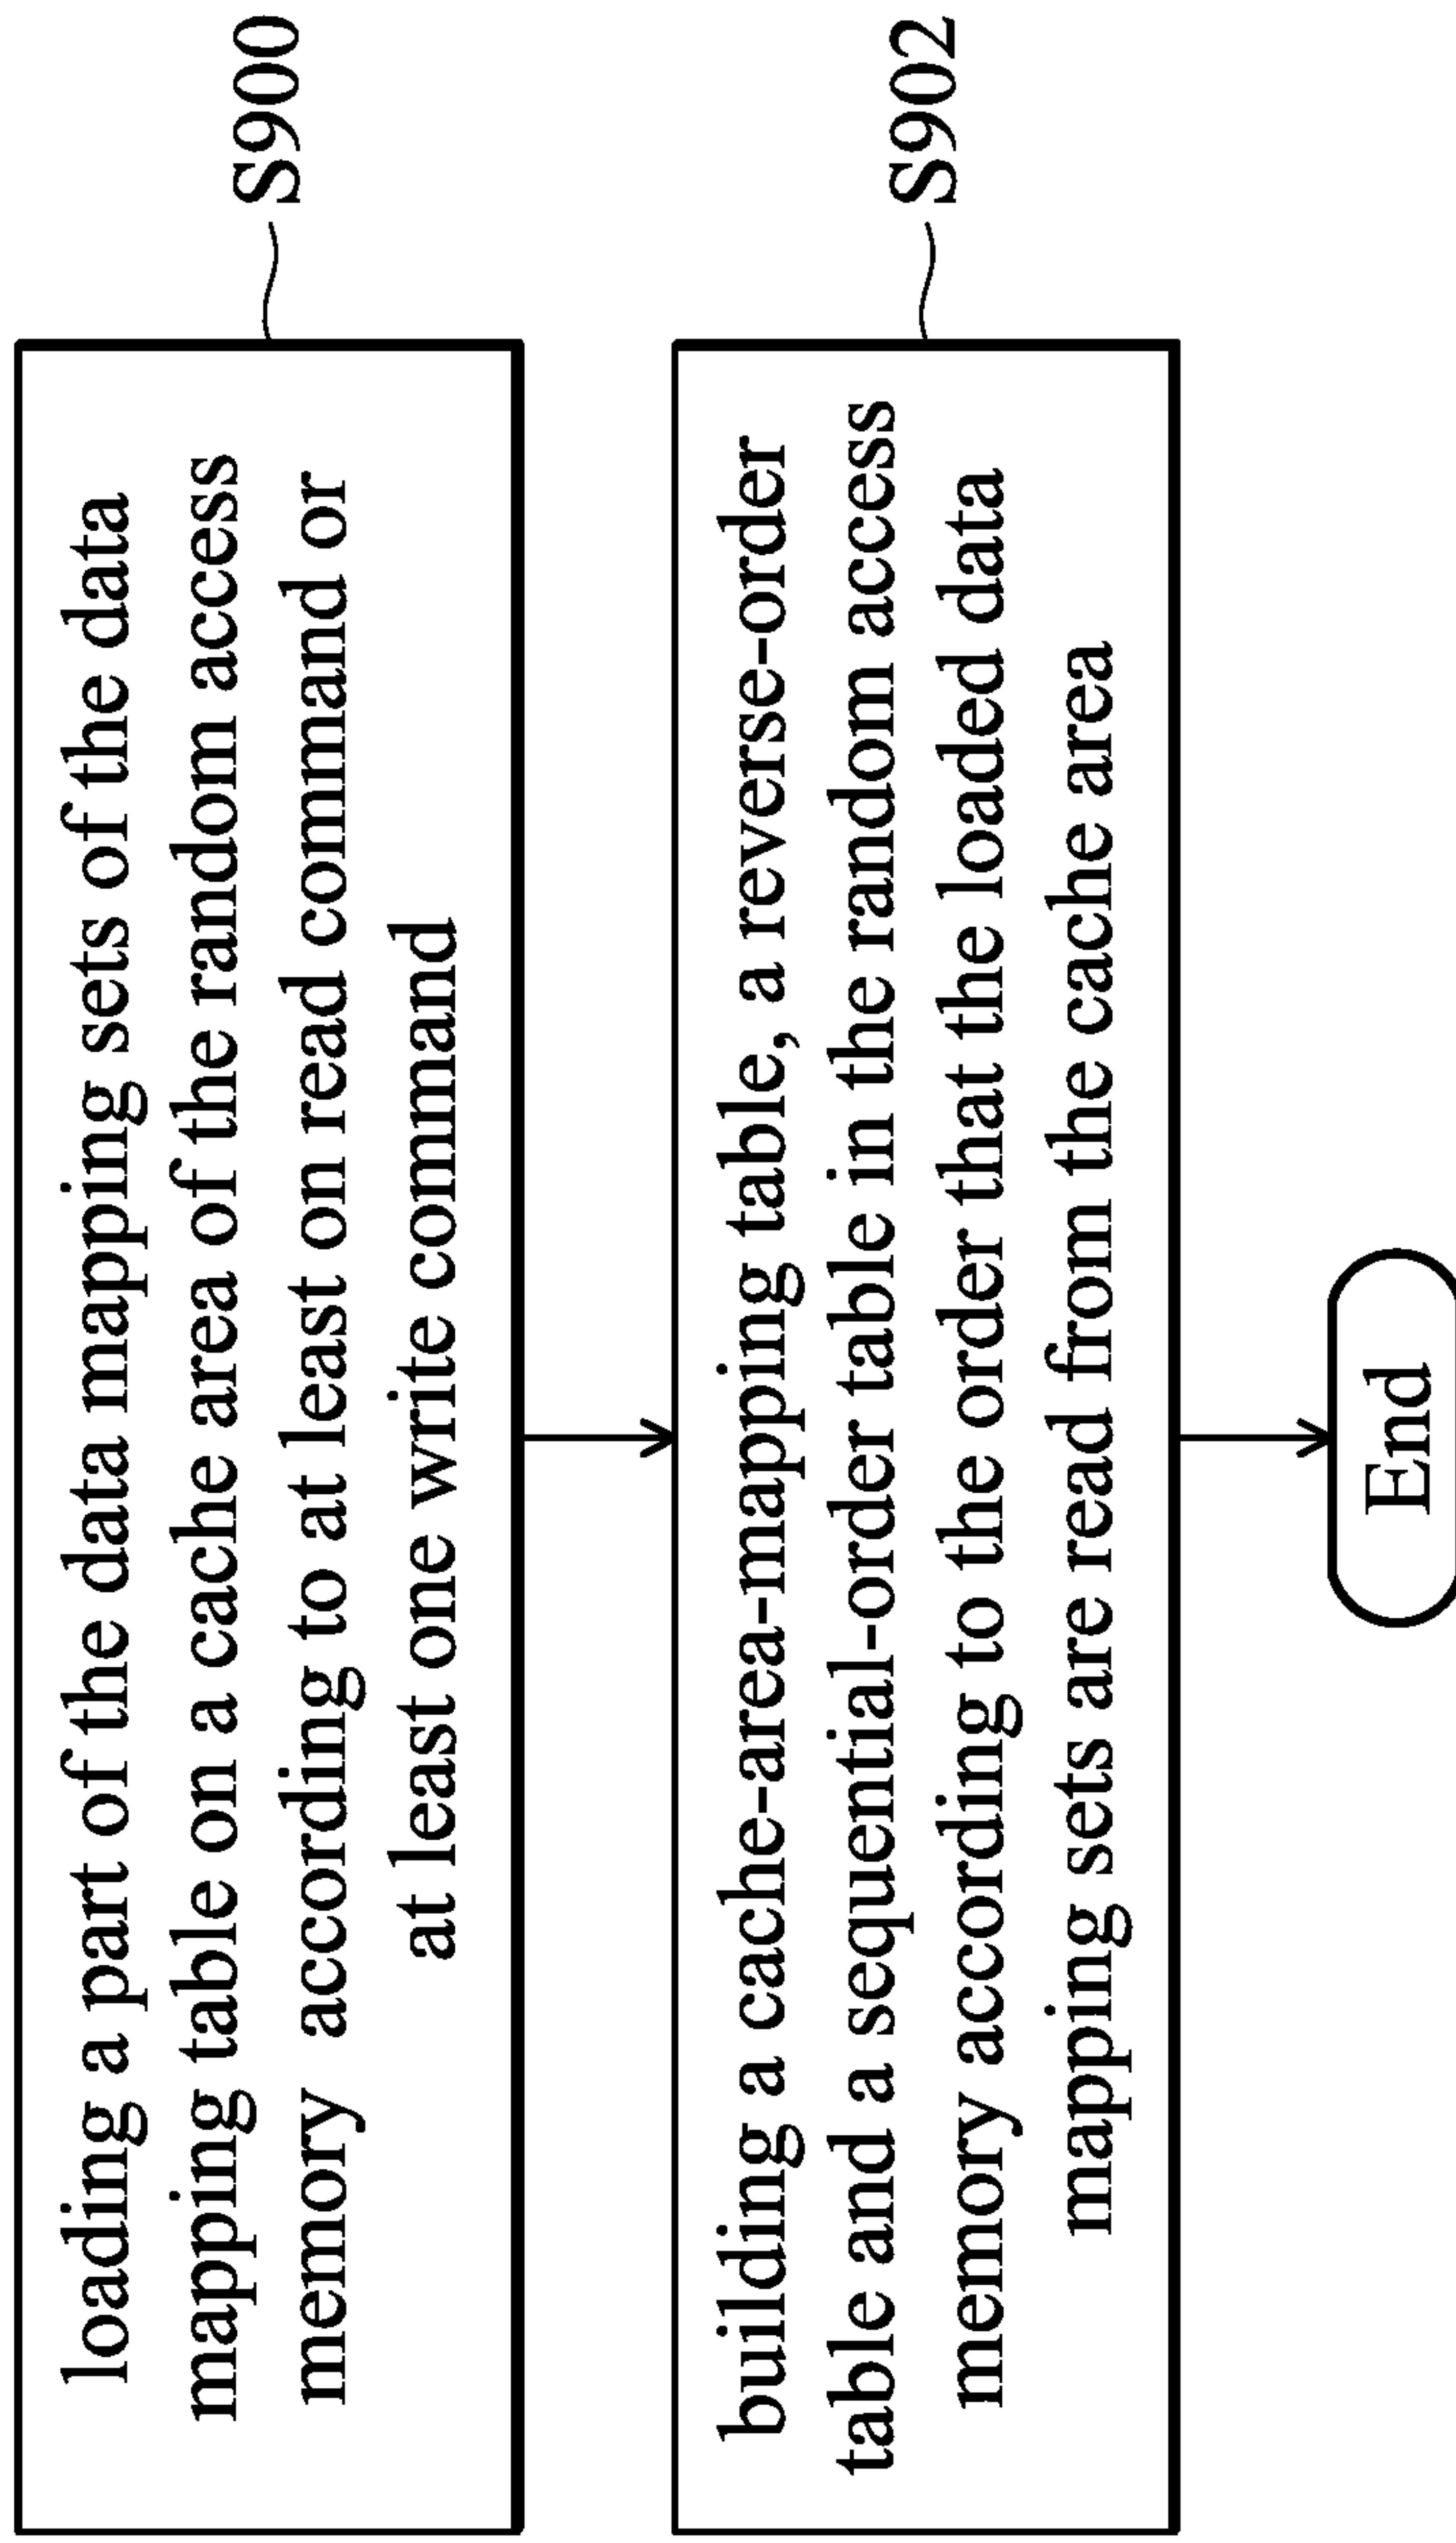 loading a part of the data mapping sets of the data
mapping table on a cache area of the random access
memory according to at least on read command or
at least one write command
S900
building a cache-area-mapping table, a reverse-order
table and a sequential-order table in the random access
memory according to the order that the loaded data
mapping sets are read from the cache area
S902
End